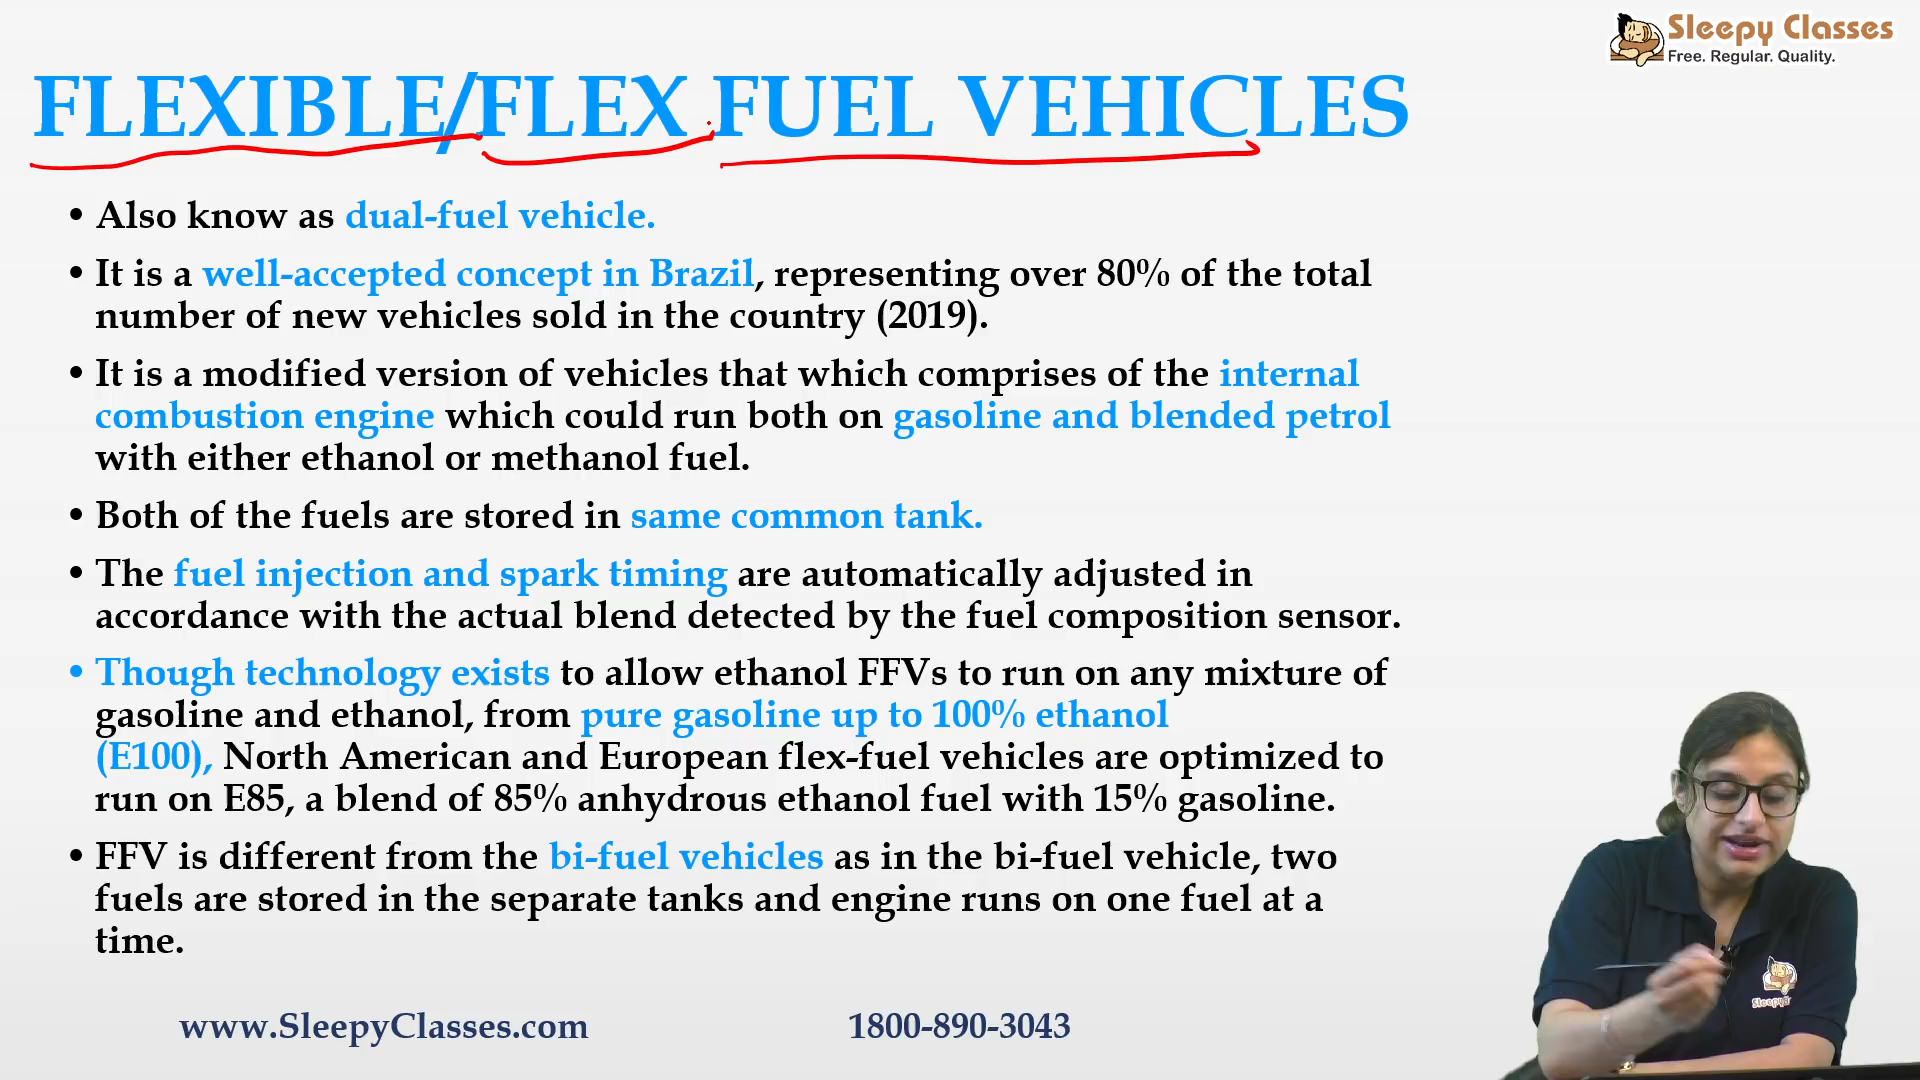 Sleepy Classes
Free. Regular. Quality.
FLEXIBLE/FLEX FUEL VEHICLES
• Also know as dual-fuel vehicle.
• It is a well-accepted concept in Brazil, representing over 80% of the total
number of new vehicles sold in the country (2019).
• It is a modified version of vehicles that which comprises of the internal
combustion engine which could run both on gasoline and blended petrol
with either ethanol or methanol fuel.
• Both of the fuels are stored in same common tank.
• The fuel injection and spark timing are automatically adjusted in
accordance with the actual blend detected by the fuel composition sensor.
• Though technology exists to allow ethanol FFVs to run on any mixture of
gasoline and ethanol, from pure gasoline up to 100% ethanol
(E100), North American and European flex-fuel vehicles are optimized to
run on E85, a blend of 85% anhydrous ethanol fuel with 15% gasoline.
• FFV is different from the bi-fuel vehicles as in the bi-fuel vehicle, two
fuels are stored in the separate tanks and engine runs on one fuel at a
time.
www.SleepyClasses.com 1800-890-3043